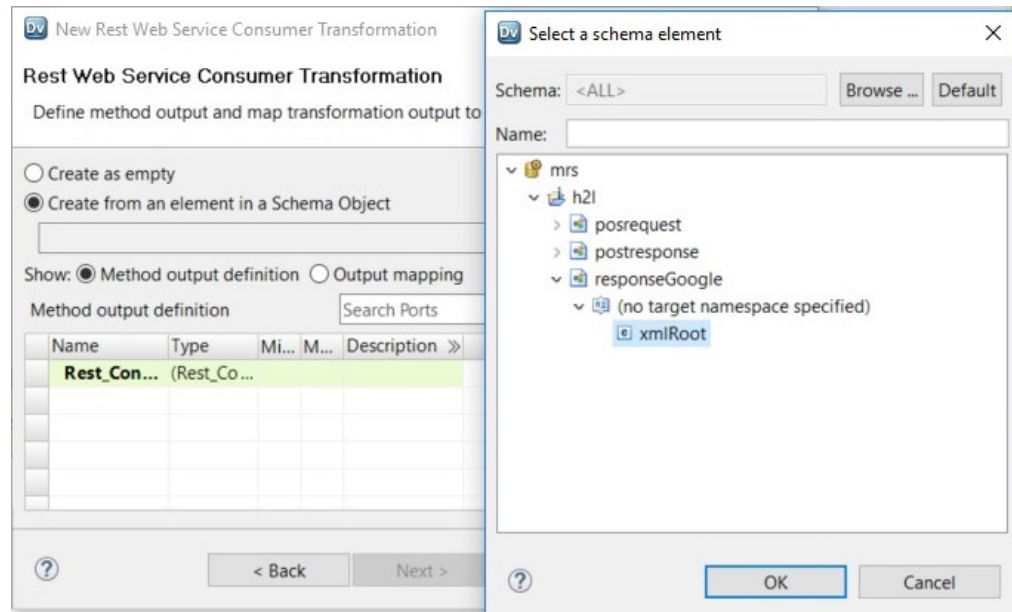 Dv New Rest Web Service Consumer Transformation
Rest Web Service Consumer Transformation
Define method output and map transformation output to
Create as empty
Create from an element in a Schema Object
Show: Method output definition Output mapping
Method output definition Search Ports
Name Type Mi... M... Description »
Rest_Con... (Rest_Co...
? < Back Next >
Dv Select a schema element
Schema: <ALL> Browse ... Default
Name:
mrs
h2l
posrequest
postresponse
responseGoogle
(no target namespace specified)
e xmlRoot
? OK Cancel